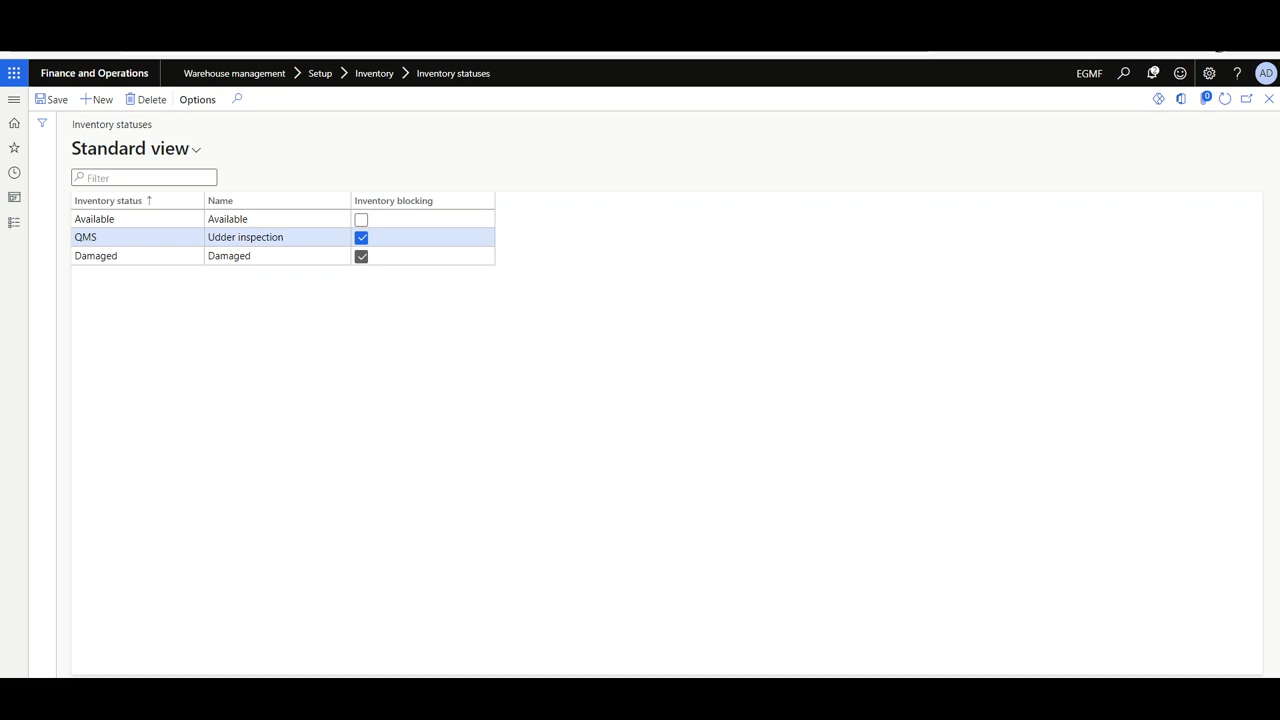 Finance and Operations Warehouse management Setup Inventory Inventory statuses EGMF ? AD
Save New Delete Options 0
Inventory statuses
Standard view
Filter
Inventory status ↑ Name Inventory blocking
Available Available
QMS Udder inspection
Damaged Damaged